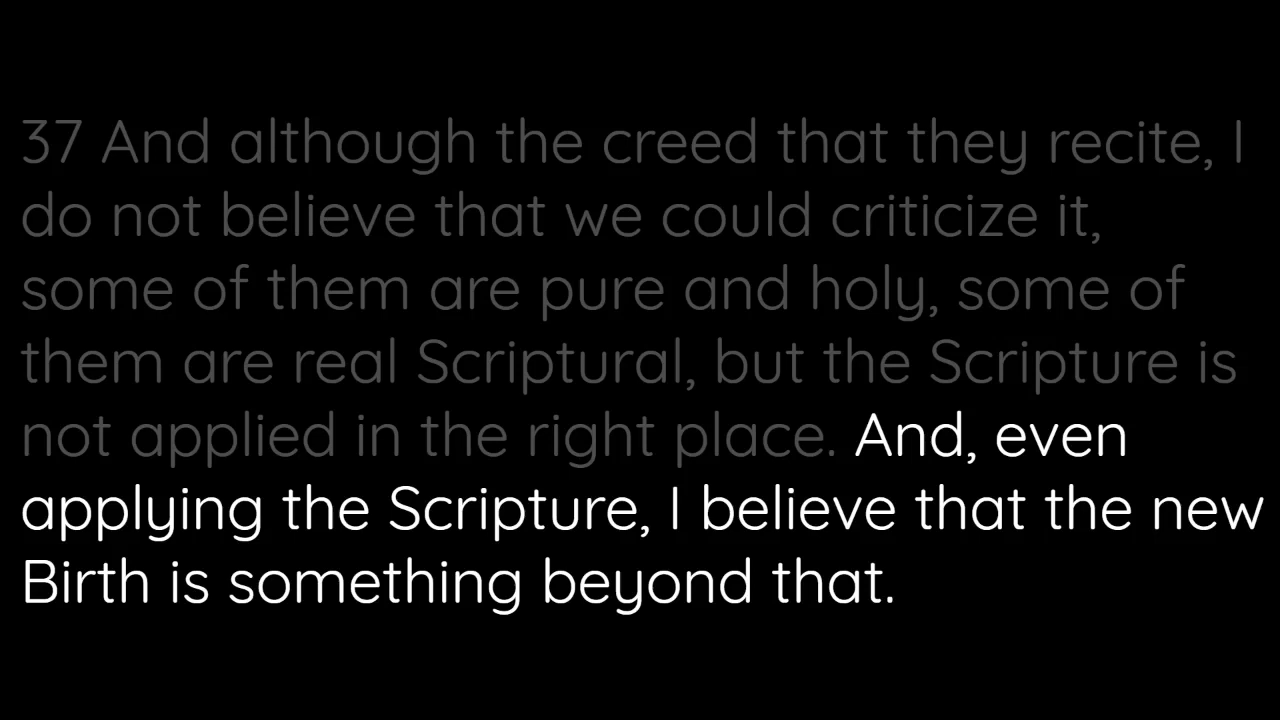 37 And although the creed that they recite, I
do not believe that we could criticize it,
some of them are pure and holy, some of
them are real Scriptural, but the Scripture is
not applied in the right place. And, even
applying the Scripture, I believe that the new
Birth is something beyond that.